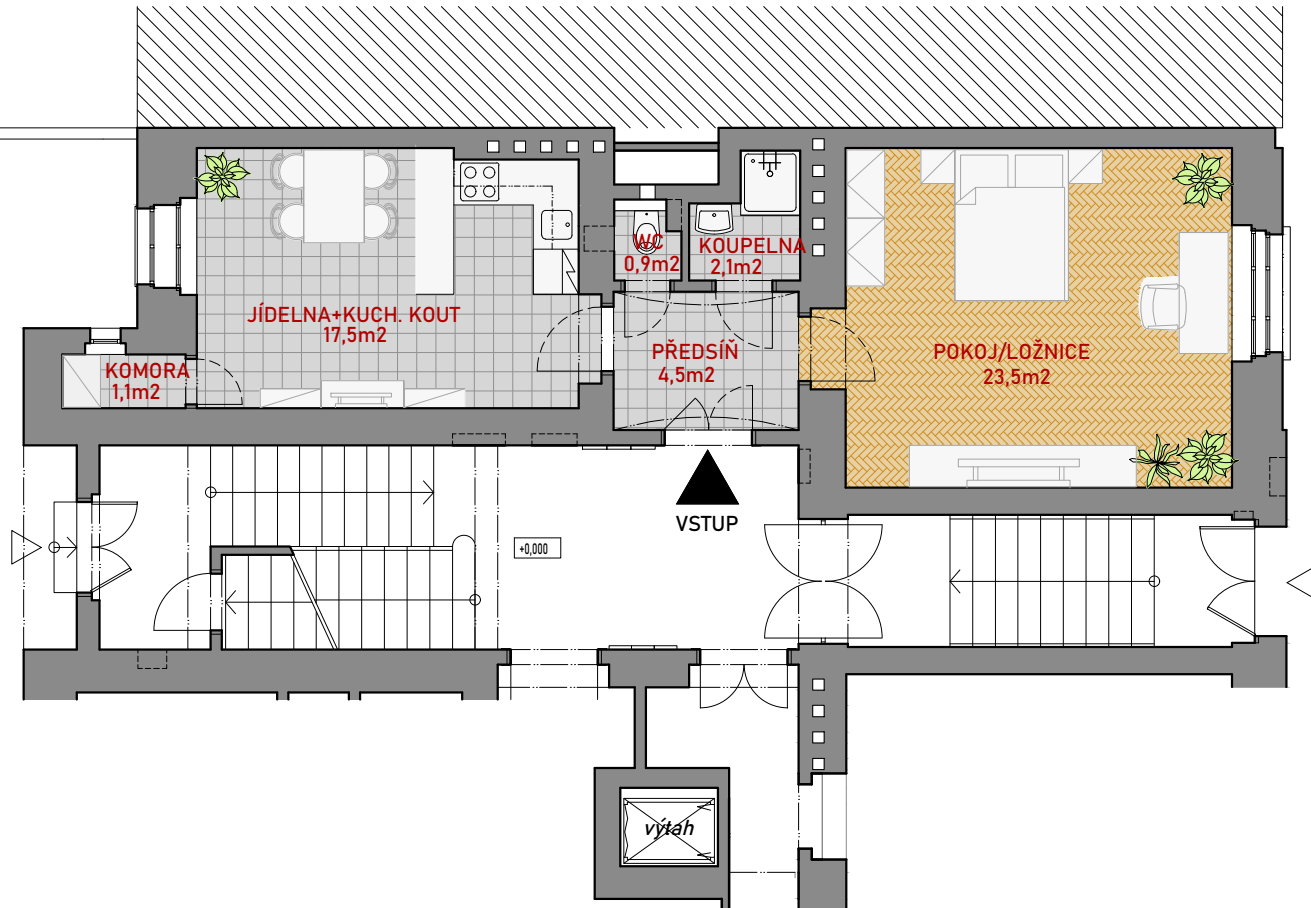 WC
0,9m2
KOUPELNA
2,1m2
JÍDELNA+KUCH. KOUT
17,5m2
PŘEDSÍŇ
4,5m2
POKOJ/LOŽNICE
23,5m2
KOMORA
1,1m2
VSTUP
+0,000
výtah